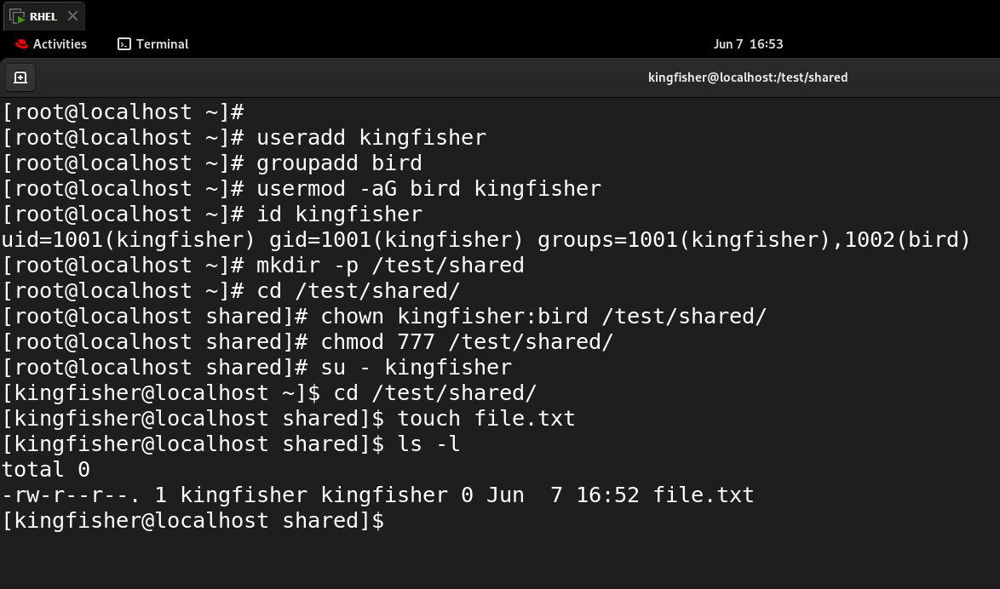 RHEL
Activities Terminal Jun 7 16:53
kingfisher@localhost:/test/shared
[root@localhost ~]#
[root@localhost ~]# useradd kingfisher
[root@localhost ~]# groupadd bird
[root@localhost ~]# usermod -aG bird kingfisher
[root@localhost ~]# id kingfisher
uid=1001(kingfisher) gid=1001(kingfisher) groups=1001(kingfisher),1002(bird)
[root@localhost ~]# mkdir -p /test/shared
[root@localhost ~]# cd /test/shared/
[root@localhost shared]# chown kingfisher:bird /test/shared/
[root@localhost shared]# chmod 777 /test/shared/
[root@localhost shared]# su - kingfisher
[kingfisher@localhost ~]$ cd /test/shared/
[kingfisher@localhost shared]$ touch file.txt
[kingfisher@localhost shared]$ ls -l
total 0
-rw-r--r--. 1 kingfisher kingfisher 0 Jun  7 16:52 file.txt
[kingfisher@localhost shared]$